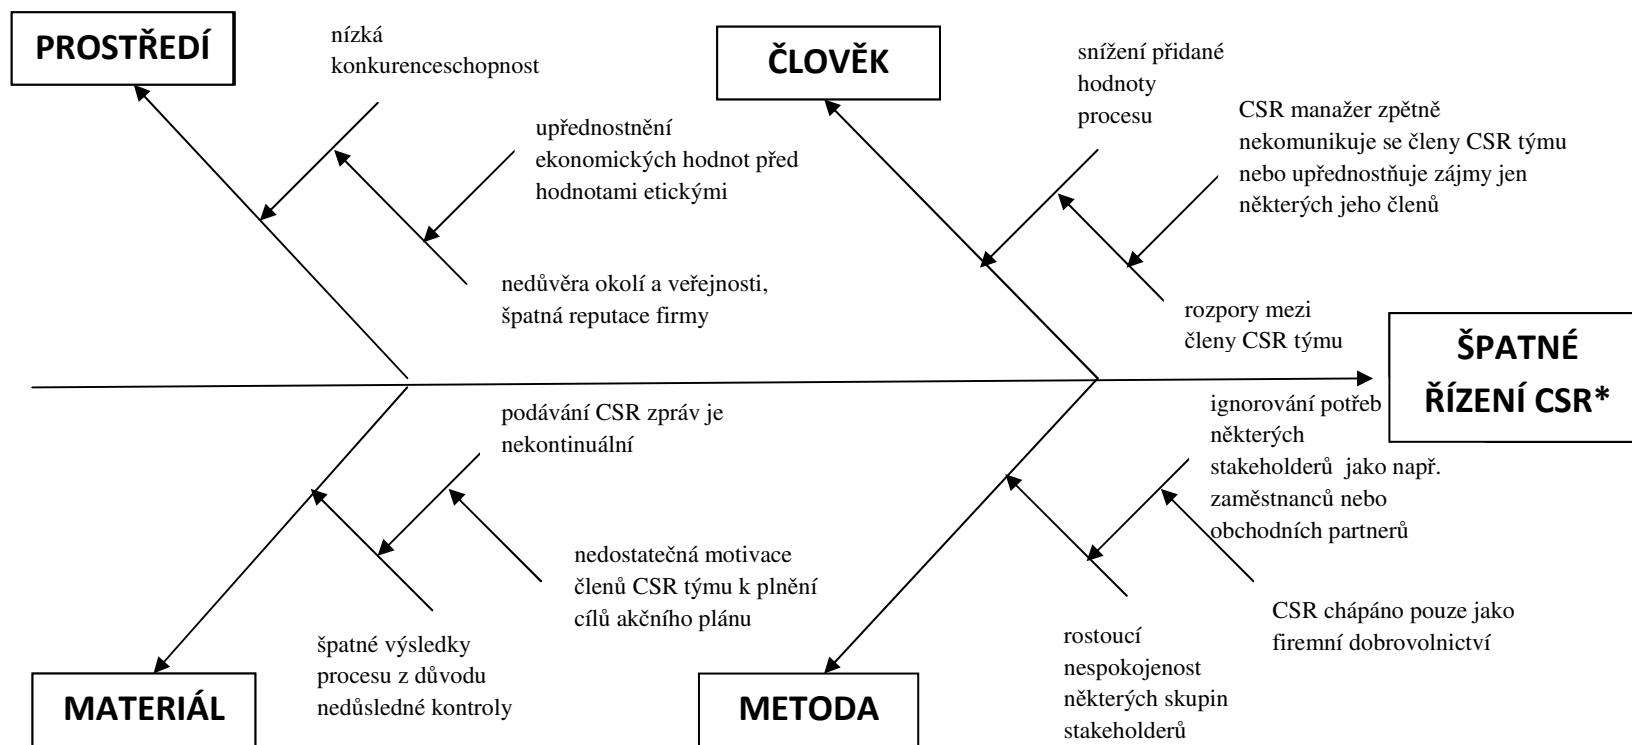 PROSTŘEDÍ
nízká
konkurenceschopnost
upřednostnění
ekonomických hodnot před
hodnotami etickými
nedůvěra okolí a veřejnosti,
špatná reputace firmy
ČLOVĚK
snížení přidané
hodnoty
procesu
CSR manažer zpětně
nekomunikuje se členy CSR týmu
nebo upřednostňuje zájmy jen
některých jeho členů
rozpory mezi
členy CSR týmu
ŠPATNÉ
ŘÍZENÍ CSR*
podávání CSR zpráv je
nekontinuální
nedostatečná motivace
členů CSR týmu k plnění
cílů akčního plánu
špatné výsledky
procesu z důvodu
nedůsledné kontroly
MATERIÁL
ignorování potřeb
některých
stakeholderů jako např.
zaměstnanců nebo
obchodních partnerů
CSR chápáno pouze jako
firemní dobrovolnictví
rostoucí
nespokojenost
některých skupin
stakeholderů
METODA